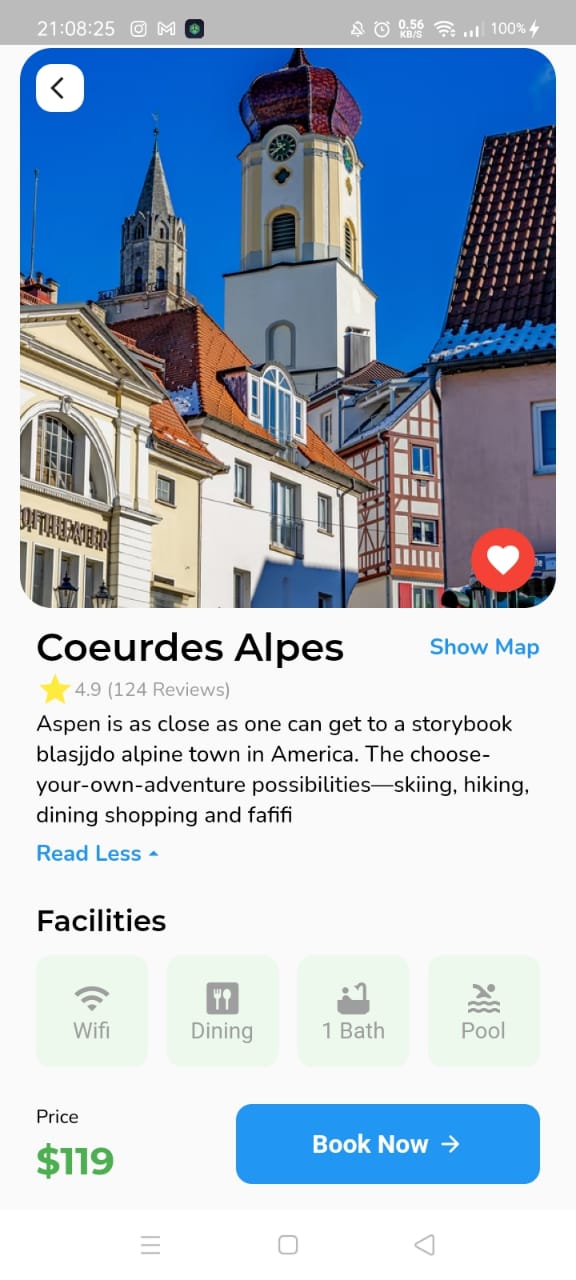 21:08:25 0.56 KB/S 100%
Coeurdes Alpes Show Map
4.9 (124 Reviews)
Aspen is as close as one can get to a storybook
blasjjdo alpine town in America. The choose-
your-own-adventure possibilities—skiing, hiking,
dining shopping and fafifi
Read Less
Facilities
Wifi Dining 1 Bath Pool
Price
$119
Book Now